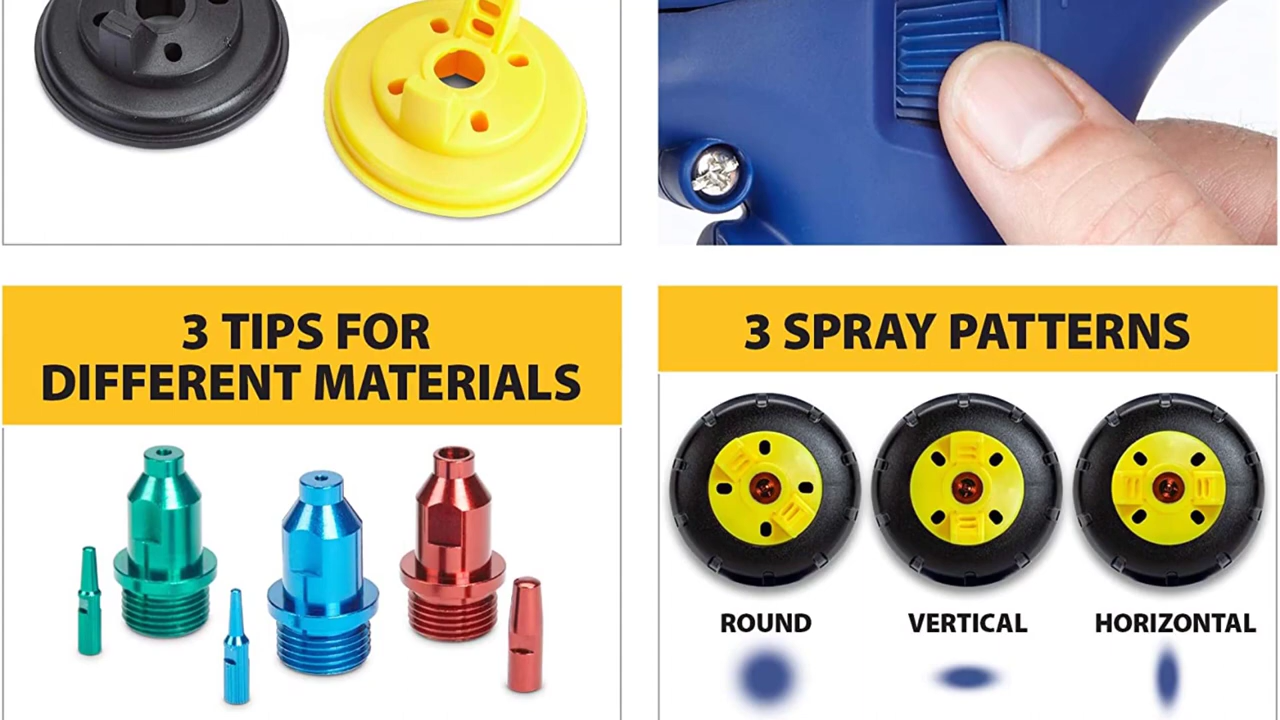 3 TIPS FOR
DIFFERENT MATERIALS
3 SPRAY PATTERNS
ROUND
VERTICAL
HORIZONTAL